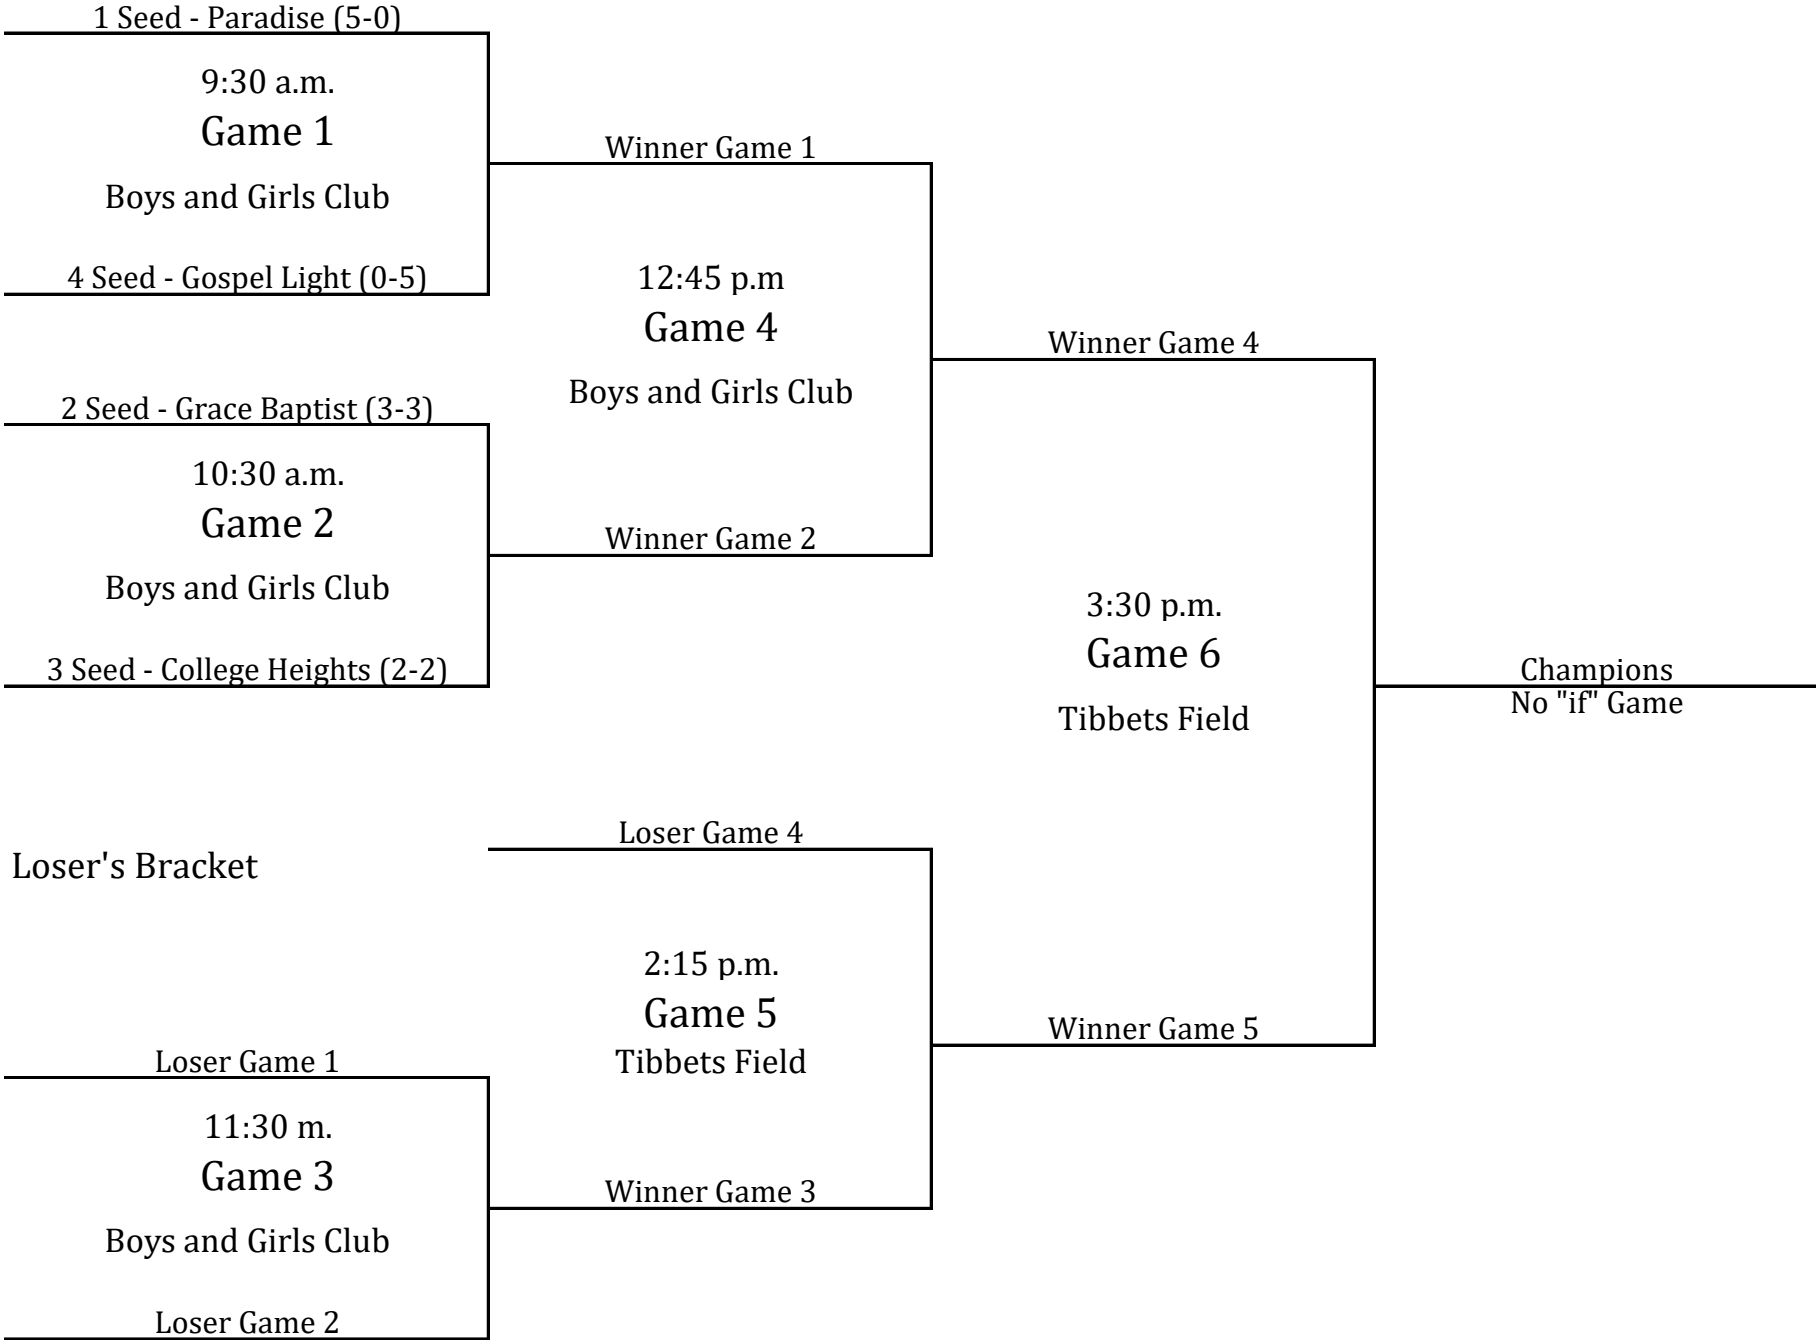 1 Seed - Paradise (5-0)
9:30 a.m.
Game 1
Boys and Girls Club
4 Seed - Gospel Light (0-5)
2 Seed - Grace Baptist (3-3)
10:30 a.m.
Game 2
Boys and Girls Club
3 Seed - College Heights (2-2)
Winner Game 1
12:45 p.m
Game 4
Boys and Girls Club
Winner Game 2
Winner Game 4
3:30 p.m.
Game 6
Tibbets Field
Champions
No "if" Game
Loser's Bracket
Loser Game 4
2:15 p.m.
Game 5
Tibbets Field
Winner Game 5
Loser Game 1
11:30 m.
Game 3
Boys and Girls Club
Winner Game 3
Loser Game 2